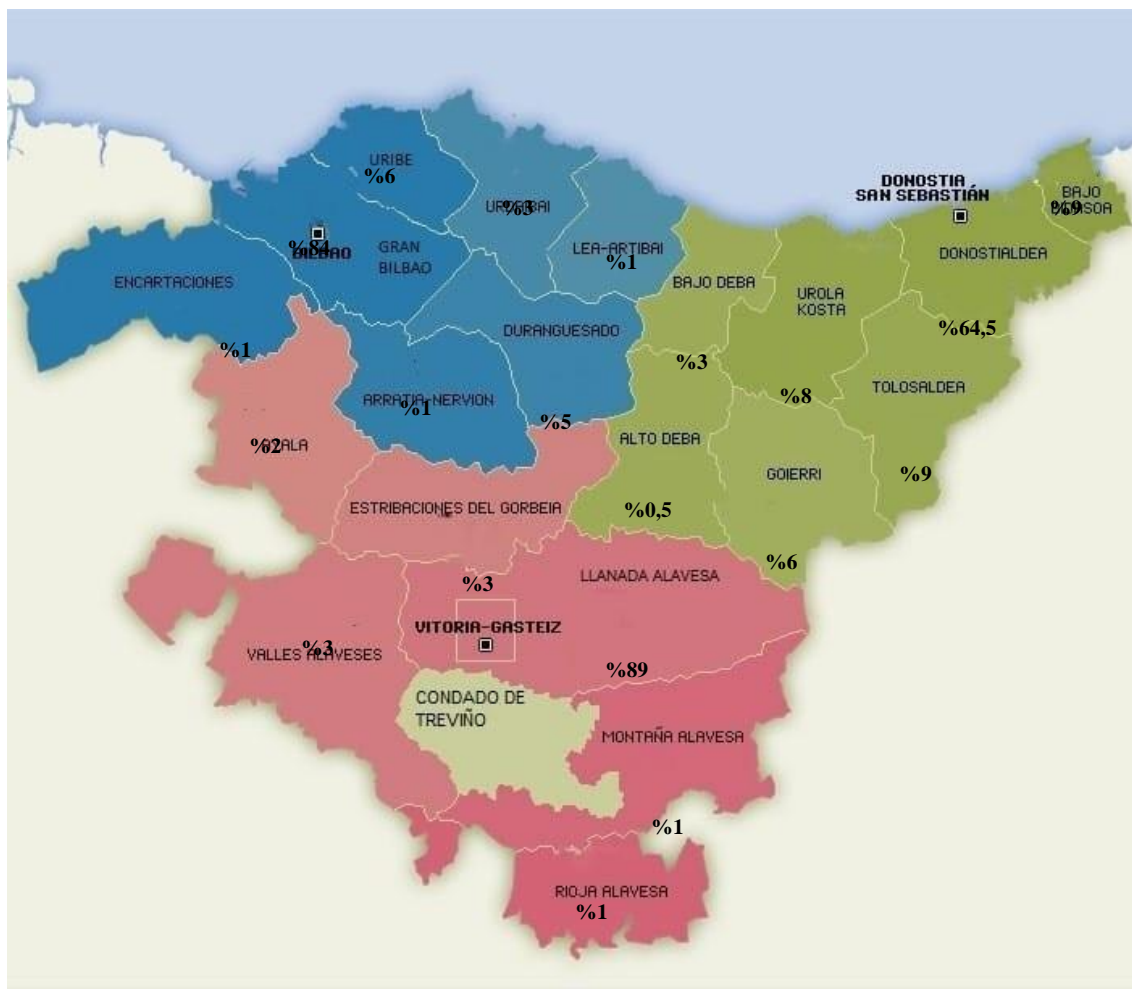 URIBE
%6
DONOSTIA
SAN SEBASTIÁN
BAJO
%9
%3
%84
BILBAO
GRAN
BILBAO
LEA-ARTIBAI
%1
DONOSTIALDEA
ENCARTACIONES
%1
BAJO DEBA
%3
UROLA
KOSTA
%8
%64,5
DURANGUESADO
%5
TOLOSALDEA
%9
ARRATIA-NERVION
%1
%2
ALTO DEBA
%0,5
GOIERRI
%6
ESTRIBACIONES DEL GORBEIA
%3
LLANADA ALAVESA
VITORIA-GASTEIZ
%89
VALLES ALAVESES
%3
CONDADO DE
TREVIÑO
MONTAÑA ALAVESA
%1
RIOJA ALAVESA
%1